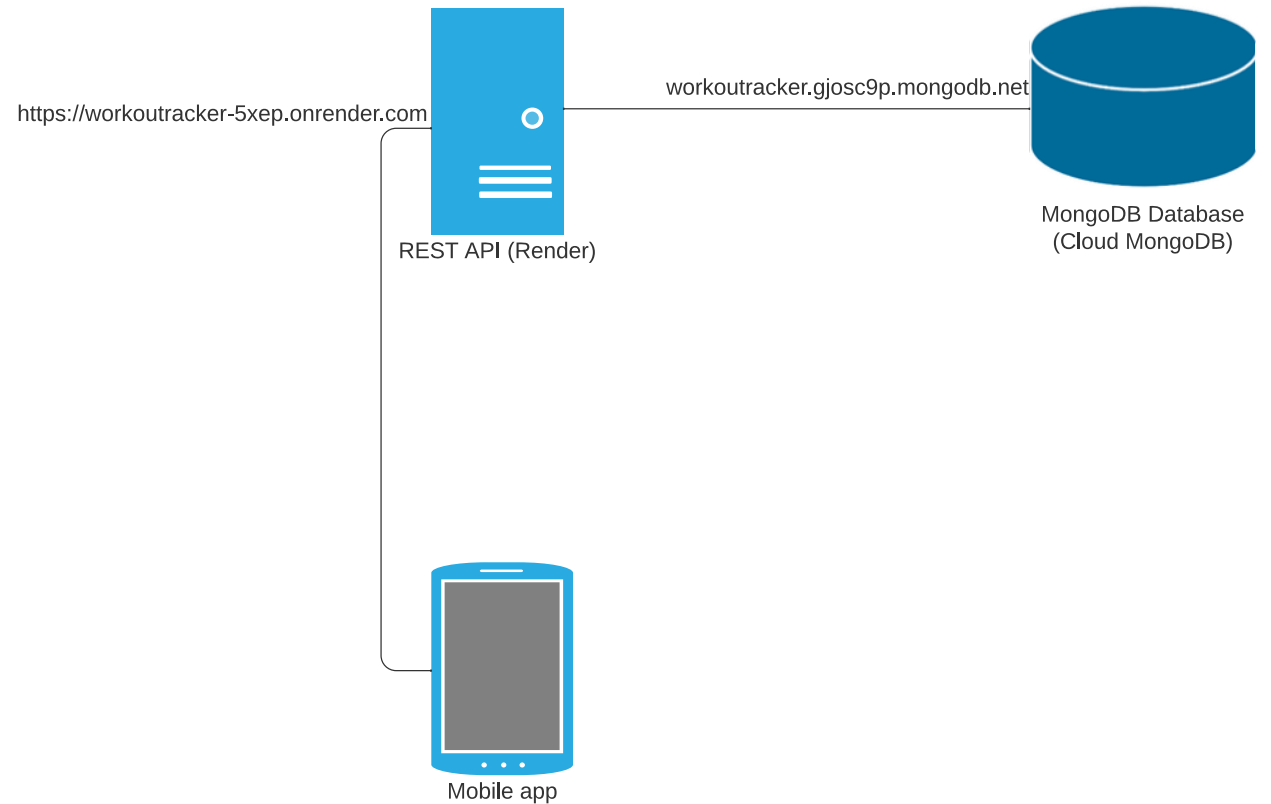 https://workoutracker-5xep.onrender.com
workoutracker.gjosc9p.mongodb.net
REST API (Render)
MongoDB Database
(Cloud MongoDB)
Mobile app